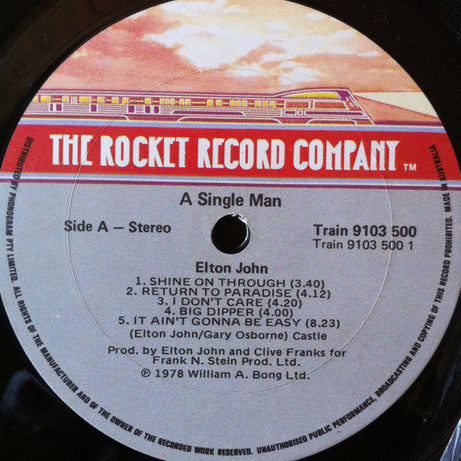 THE ROCKET RECORD COMPANY TM
A Single Man
Side A – Stereo
Train 9103 500
Train 9103 500 1
Elton John
1. SHINE ON THROUGH (3.40)
2. RETURN TO PARADISE (4.12)
3. I DON'T CARE (4.20)
4. BIG DIPPER (4.00)
5. IT AIN'T GONNA BE EASY (8.23)
(Elton John/Gary Osborne) Castle
Prod. by Elton John and Clive Franks for
Frank N. Stein Prod. Ltd.
℗ 1978 William A. Bong Ltd.
DISTRIBUTED BY PHONOGRAM PTY LIMITED. ALL RIGHTS OF THE MANUFACTURER AND OF THE OWNER OF THE RECORDED WORK RESERVED. UNAUTHORISED PUBLIC PERFORMANCE, BROADCASTING AND COPYING OF THIS RECORD PROHIBITED. MADE IN AUSTRALIA